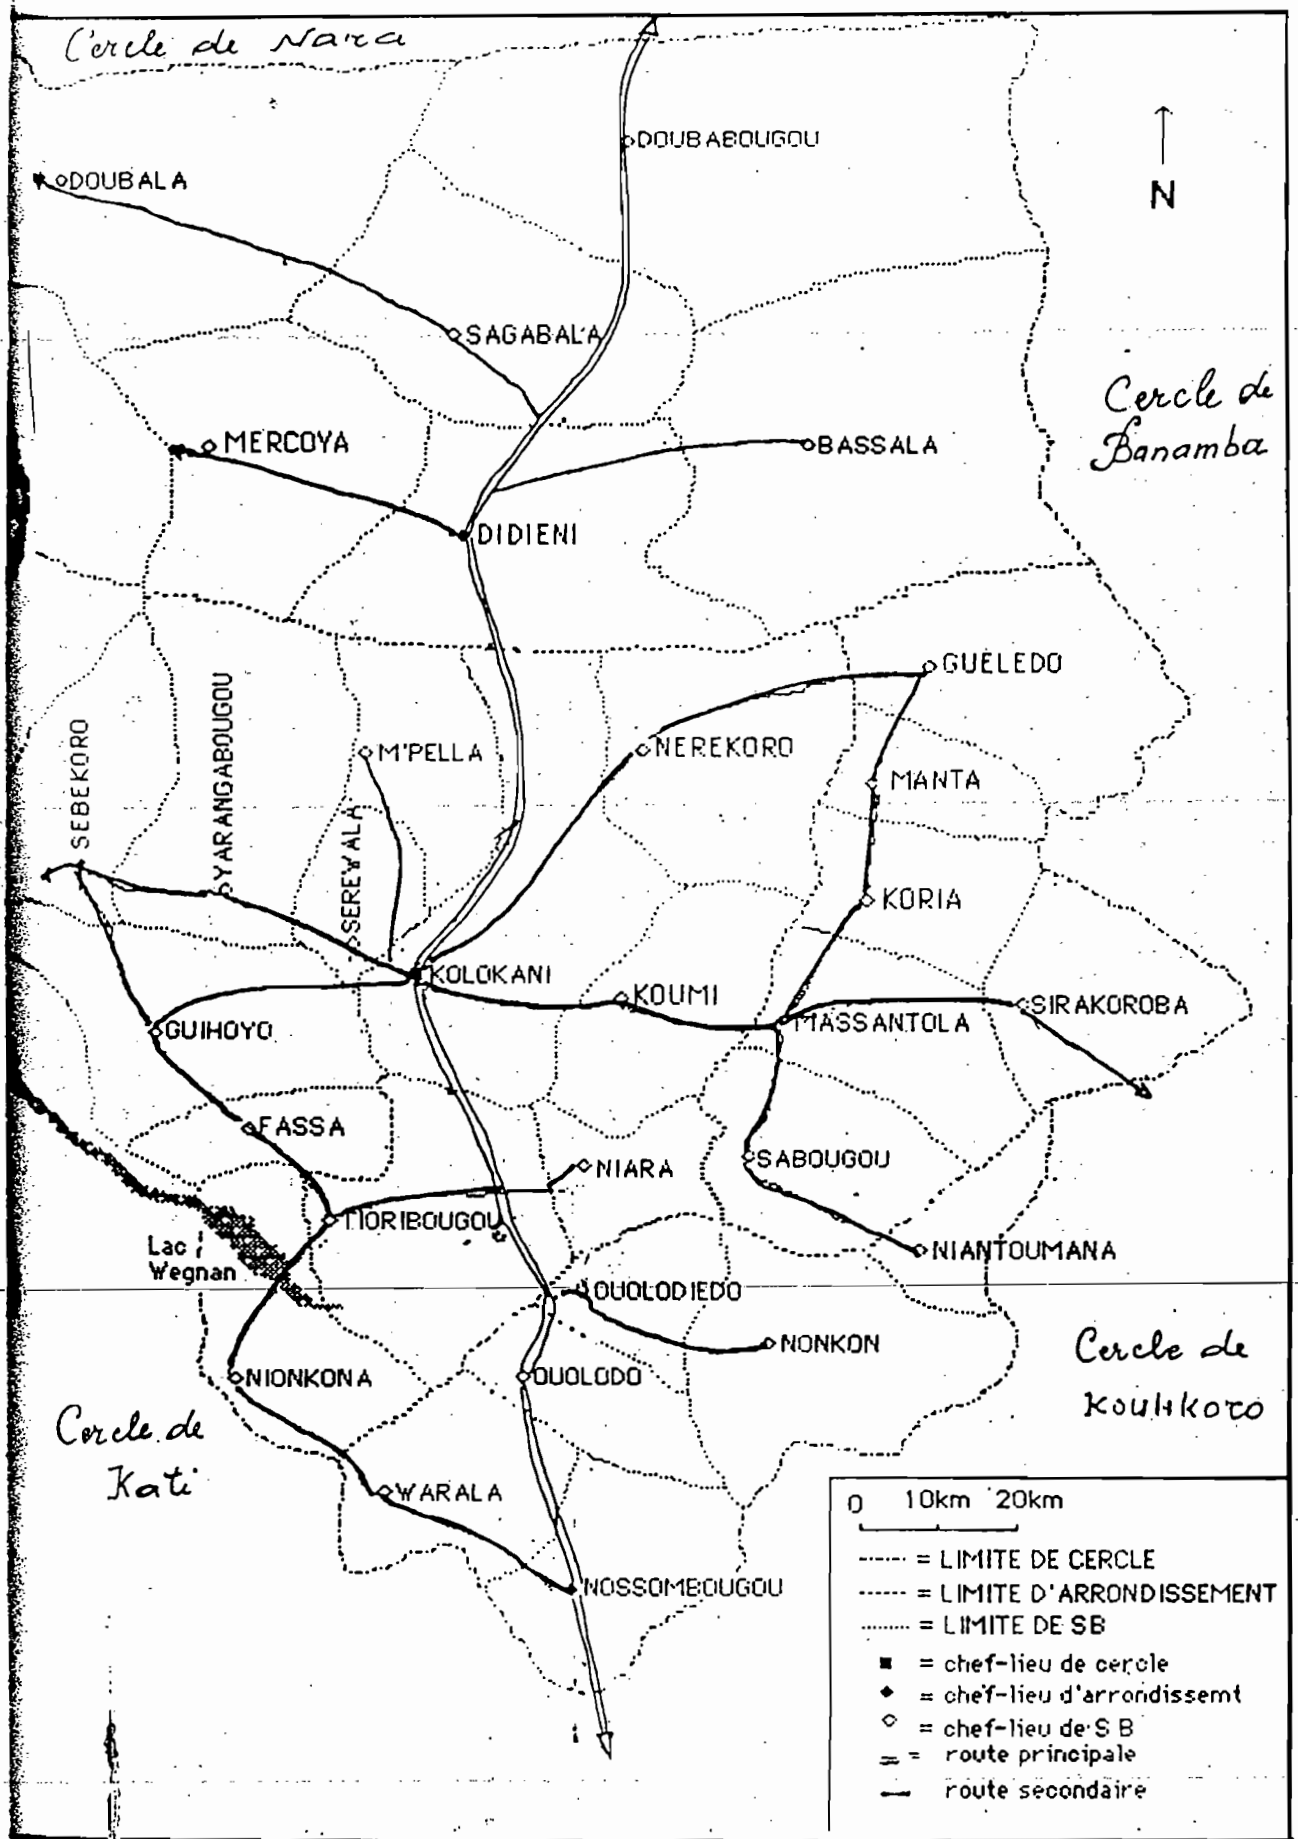 Cercle de Nara
DOUBABOUGOU
DOUBALA
N
SAGABALA
Cercle de
Banamba
MERCOYA
BASSALA
DIDIENI
GUELEDO
SEBEKORO
YARANGABOUGOU
M'PELLA
NEREKORO
MANTA
SEREWALA
KORIA
KOLOKANI
KOUMI
SIRAKOROBA
MASSANTOLA
GUIHOYO
FASSA
NIARA
SABOUGOU
TIORIBOUGOU
Lac
Wegnan
NIANTOUMANA
OUOLODIEDO
NONKON
Cercle de
Koulikoro
NIONKONA
OUOLODO
Cercle de
Kati
WARALA
NOSSOMBOUGOU
0 10km 20km
= LIMITE DE CERCLE
= LIMITE D'ARRONDISSEMENT
= LIMITE DE SB
= chef-lieu de cercle
= chef-lieu d'arrondissemt
= chef-lieu de S B
= route principale
route secondaire